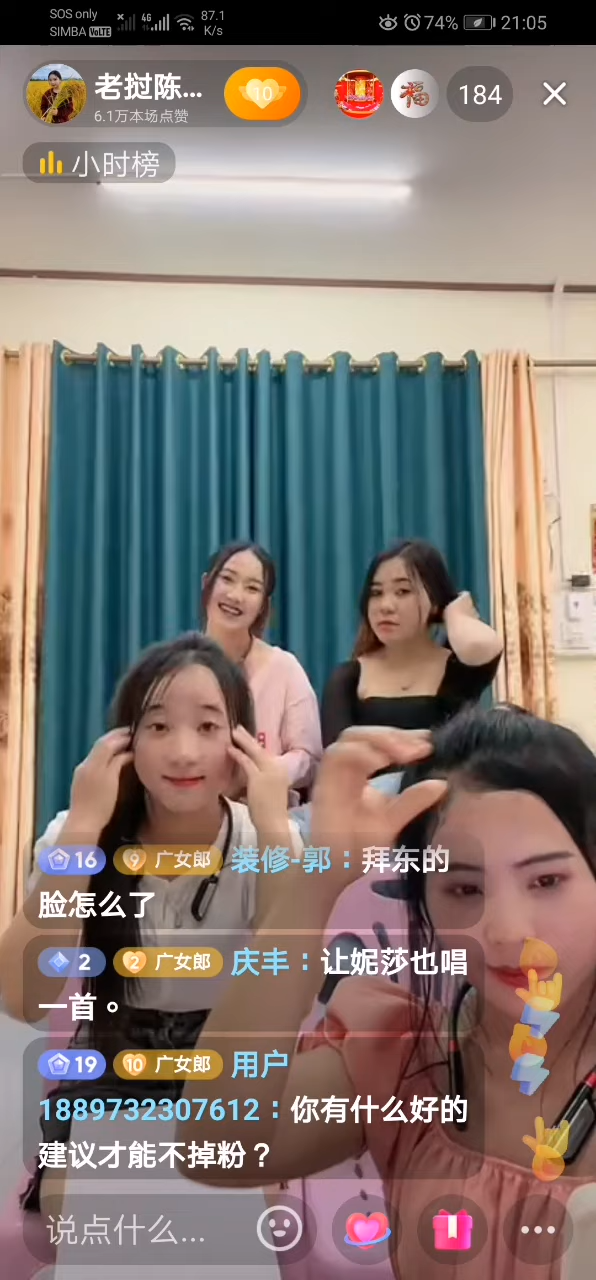 SOS only
SIMBA VoLTE
4G
87.1
K/s
74%
21:05
老挝陈...
6.1万本场点赞
10
福
184
小时榜
16 9 广女郎 装修-郭：拜东的
脸怎么了
2 2 广女郎 庆丰：让妮莎也唱
一首。
19 10 广女郎 用户
1889732307612：你有什么好的
建议才能不掉粉？
说点什么...